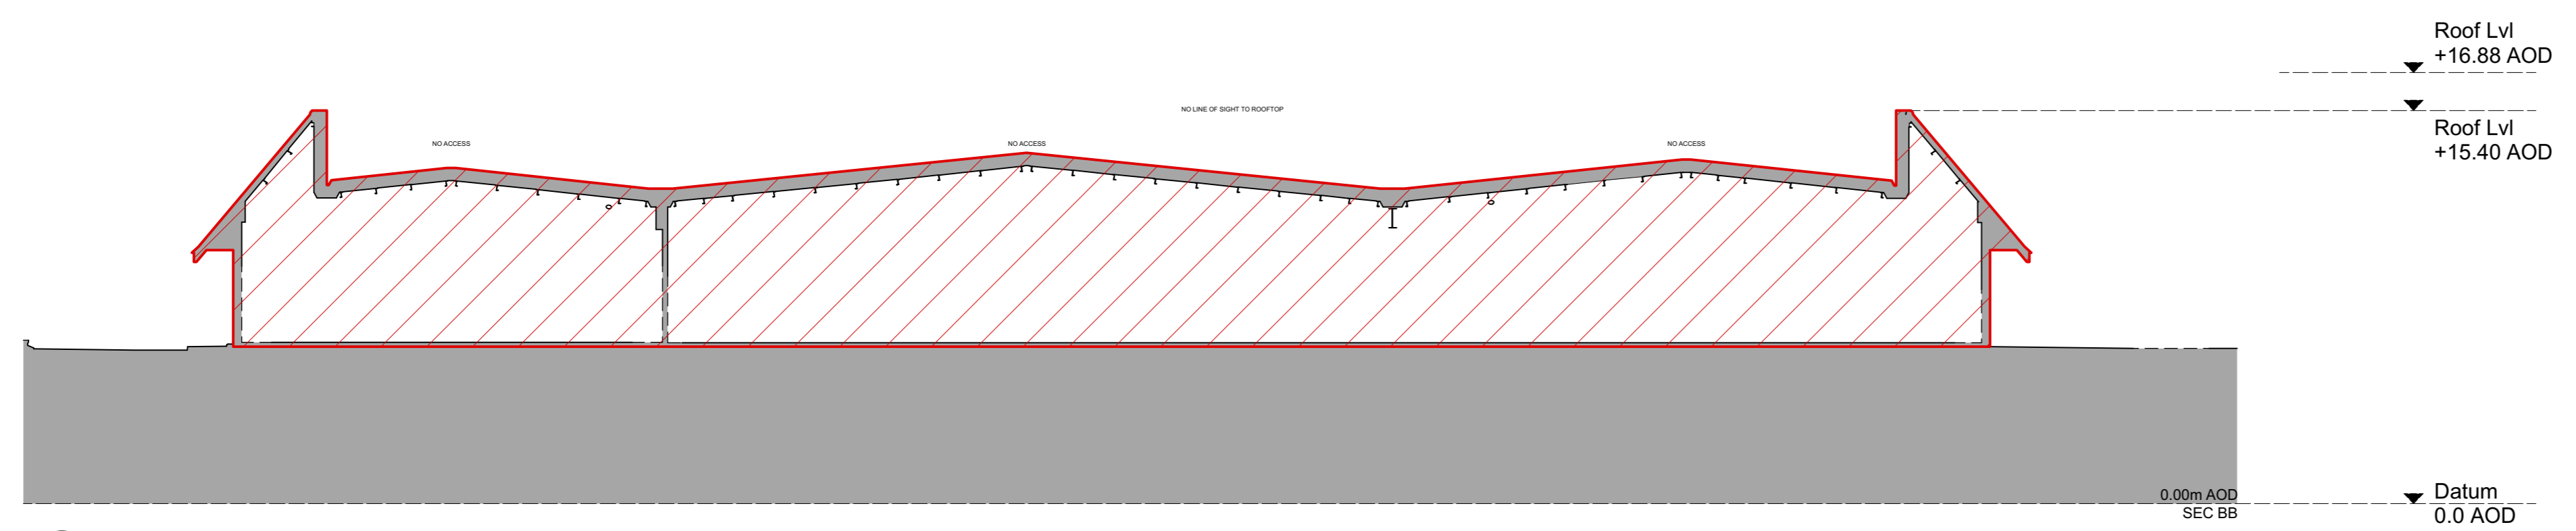 Roof Lvl
+16.88 AOD
NO LINE OF SIGHT TO ROOFTOP
Roof Lvl
+15.40 AOD
NO ACCESS
NO ACCESS
NO ACCESS
0.00m AOD
SEC BB
Datum
0.0 AOD